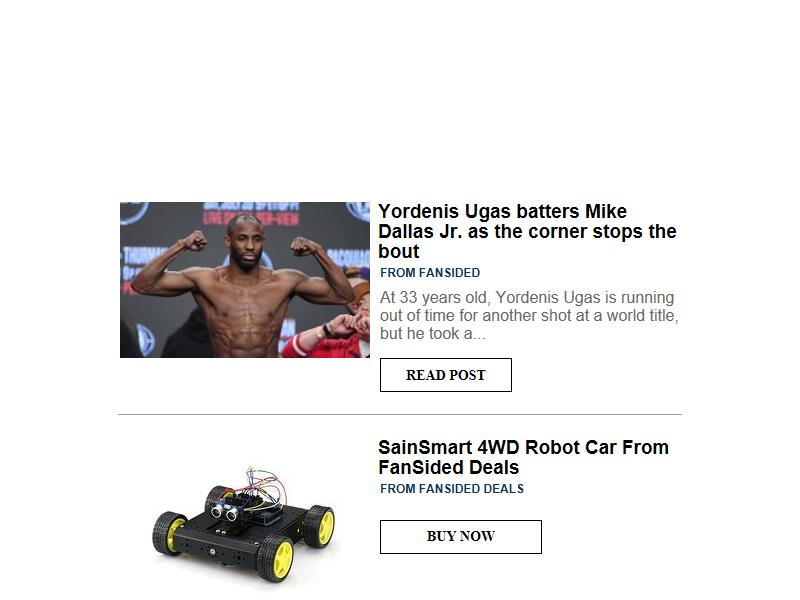 LIVE
THURMAN
Yordenis Ugas batters Mike
Dallas Jr. as the corner stops the
bout
FROM FANSIDED
At 33 years old, Yordenis Ugas is running
out of time for another shot at a world title,
but he took a...
READ POST
SainSmart 4WD Robot Car From
FanSided Deals
FROM FANSIDED DEALS
BUY NOW